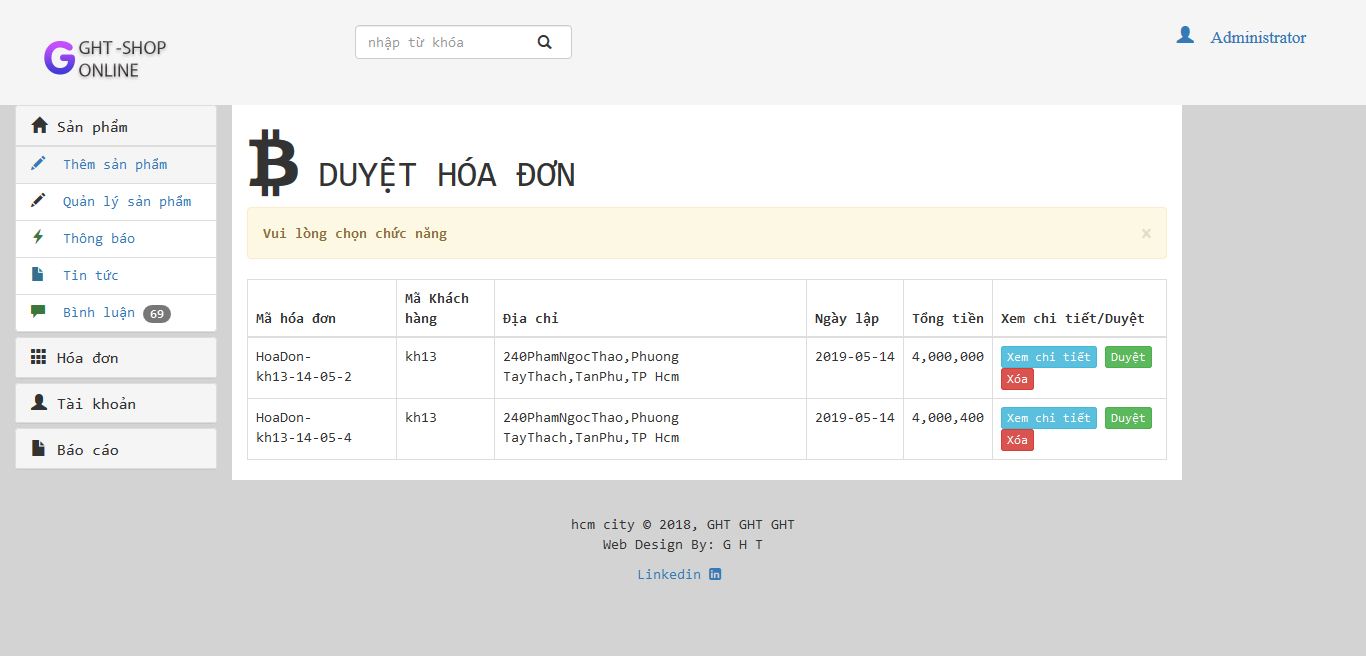 GHT-SHOP
ONLINE
nhập từ khóa
Administrator
Sản phẩm
Thêm sản phẩm
Quản lý sản phẩm
Thông báo
Tin tức
Bình luận 69
Hóa đơn
Tài khoản
Báo cáo
DUYỆT HÓA ĐƠN
Vui lòng chọn chức năng ×
Mã hóa đơn Mã Khách hàng Địa chỉ Ngày lập Tổng tiền Xem chi tiết/Duyệt
HoaDon-kh13-14-05-2 kh13 240PhamNgocThao,Phuong TayThach,TanPhu,TP Hcm 2019-05-14 4,000,000 Xem chi tiết Duyệt Xóa
HoaDon-kh13-14-05-4 kh13 240PhamNgocThao,Phuong TayThach,TanPhu,TP Hcm 2019-05-14 4,000,400 Xem chi tiết Duyệt Xóa
hcm city © 2018, GHT GHT GHT
Web Design By: G H T
Linkedin in